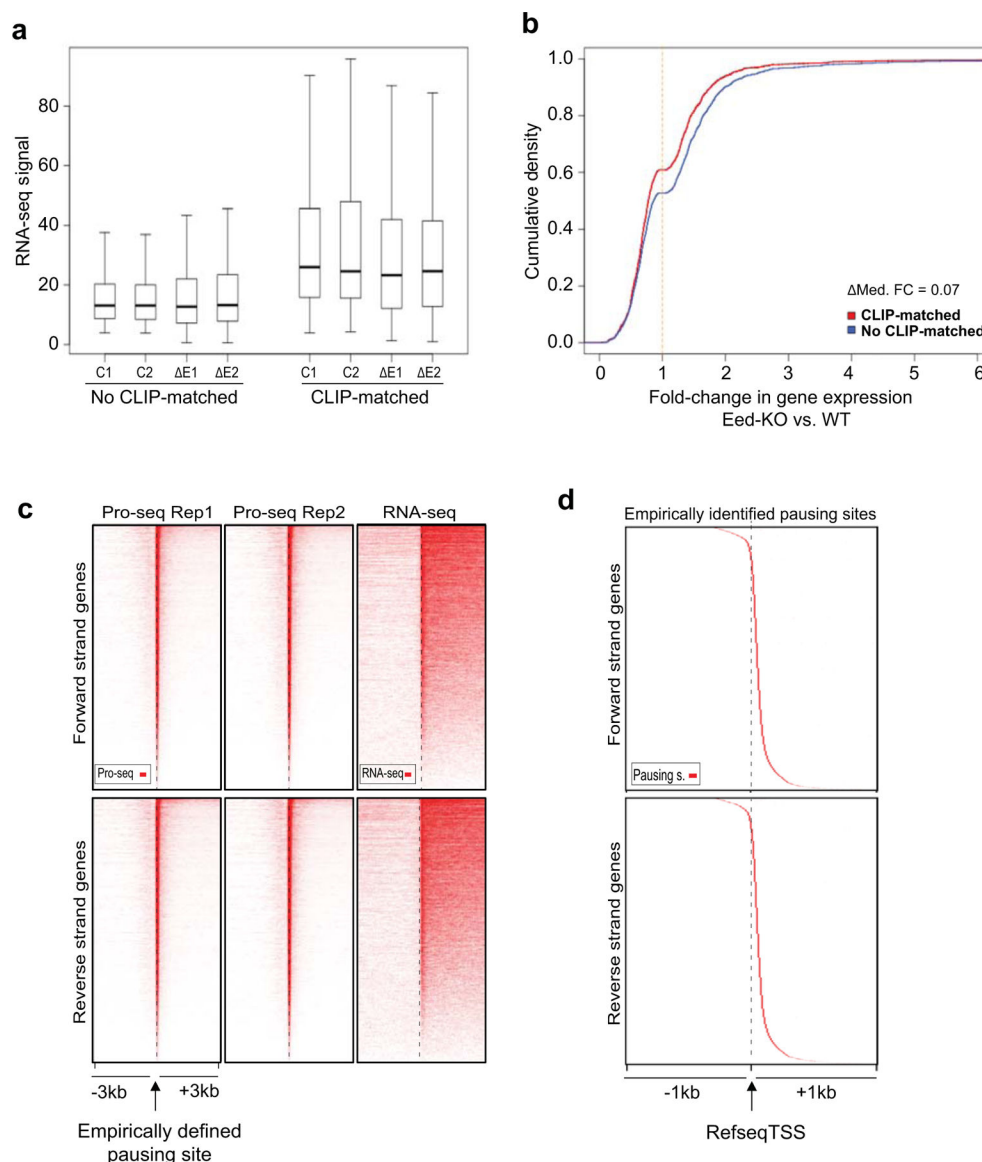 a
RNA-seq signal
80
60
40
20
0
C1 C2 ΔE1 ΔE2 C1 C2 ΔE1 ΔE2
No CLIP-matched CLIP-matched
b
Cumulative density
1.0
0.8
0.6
0.4
0.2
0.0
ΔMed. FC = 0.07
CLIP-matched
No CLIP-matched
0 1 2 3 4 5 6
Fold-change in gene expression
Eed-KO vs. WT
c
Pro-seq Rep1 Pro-seq Rep2 RNA-seq
Forward strand genes
Pro-seq RNA-seq
Reverse strand genes
-3kb +3kb
Empirically defined
pausing site
d
Empirically identified pausing sites
Forward strand genes
Pausing s.
Reverse strand genes
-1kb +1kb
RefseqTSS